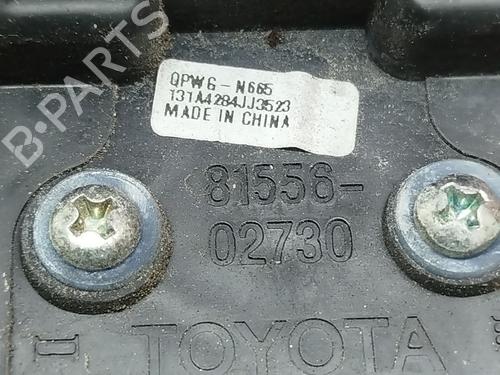 QPWG-N665
131A4284JJ3523
MADE IN CHINA
81556-
02730
TOYOTA
B-PARTS